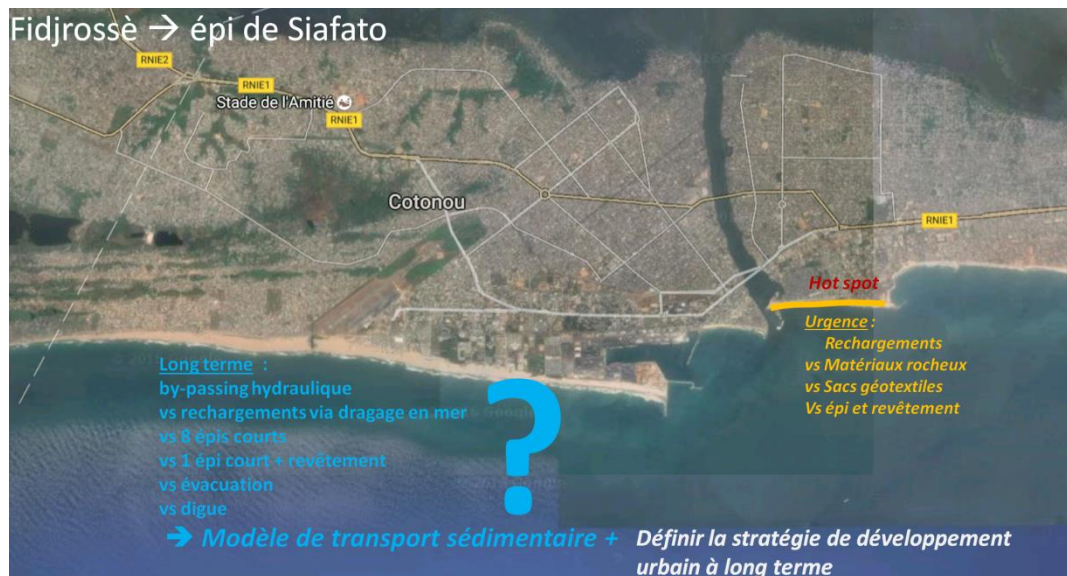 Fidjrossè → épi de Siafato
RNIE2
RNIE1
Stade de l'Amitié
RNIE1
Cotonou
RNIE1
Hot spot
Urgence :
Rechargements
vs Matériaux rocheux
vs Sacs géotextiles
Vs épi et revêtement
Long terme :
by-passing hydraulique
vs rechargements via dragage en mer
vs 8 épis courts
vs 1 épi court + revêtement
vs évacuation
vs digue
?
→ Modèle de transport sédimentaire + Définir la stratégie de développement
urbain à long terme